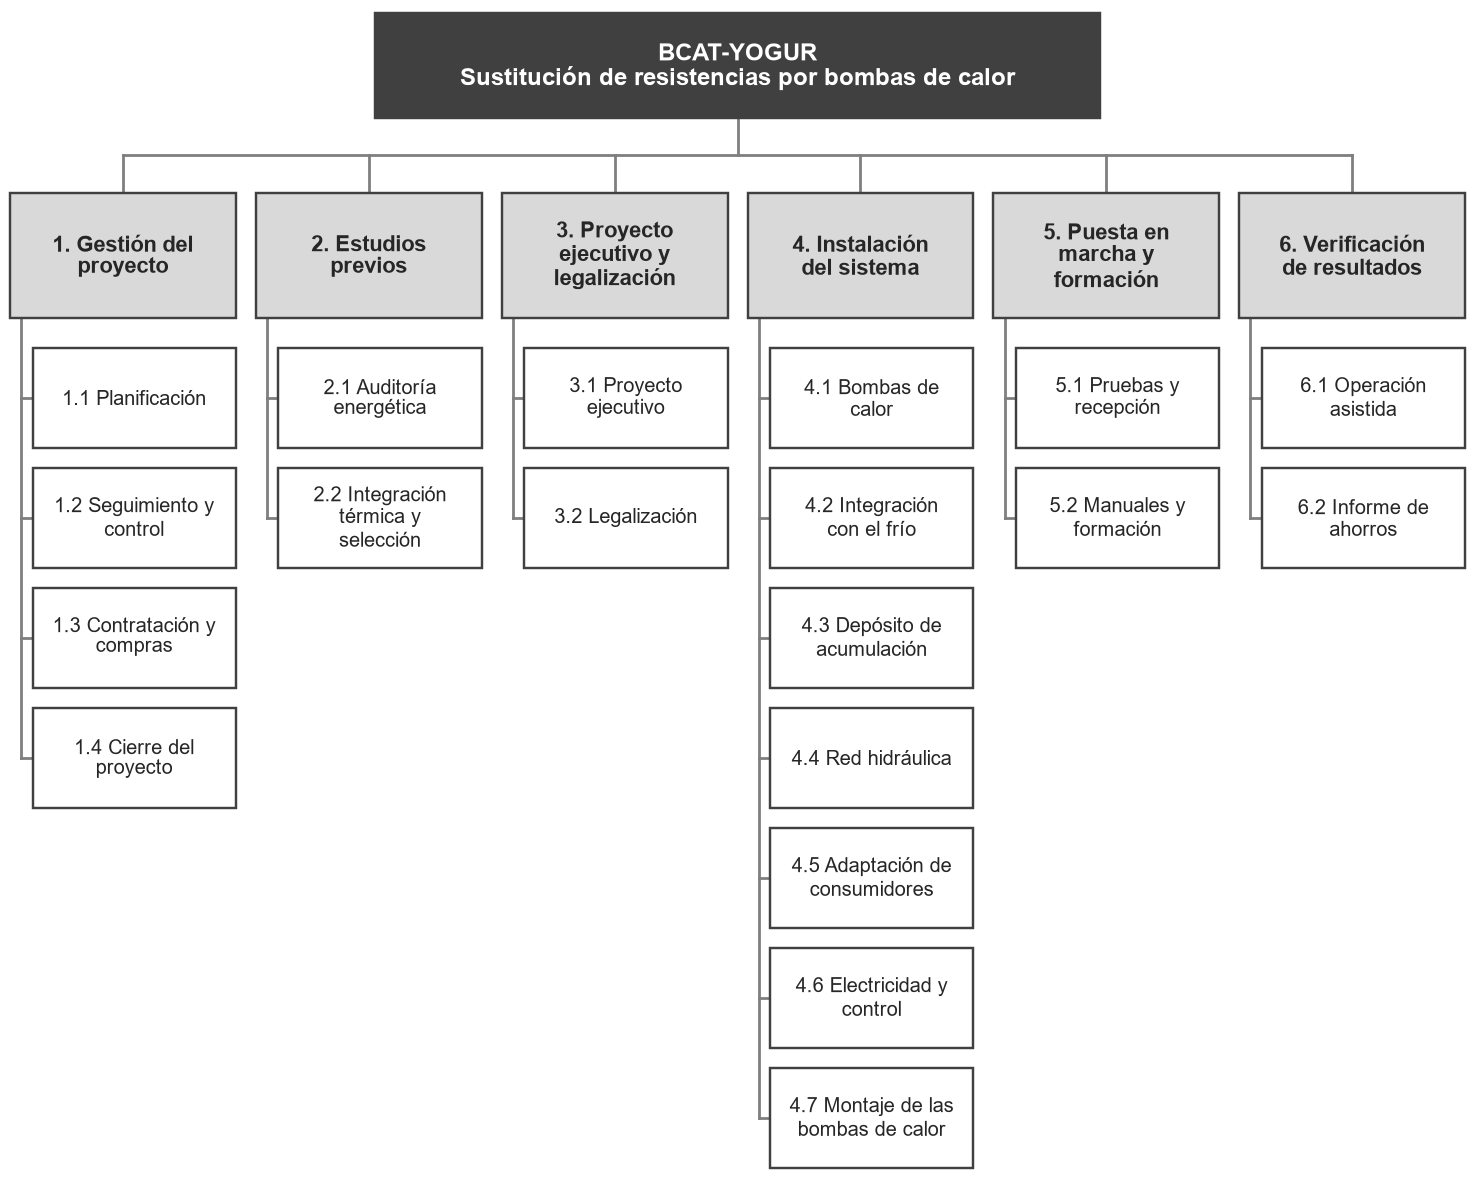 BCAT-YOGUR
Sustitución de resistencias por bombas de calor
1. Gestión del
proyecto
2. Estudios
previos
3. Proyecto
ejecutivo y
legalización
4. Instalación
del sistema
5. Puesta en
marcha y
formación
6. Verificación
de resultados
1.1 Planificación
1.2 Seguimiento y
control
1.3 Contratación y
compras
1.4 Cierre del
proyecto
2.1 Auditoría
energética
2.2 Integración
térmica y
selección
3.1 Proyecto
ejecutivo
3.2 Legalización
4.1 Bombas de
calor
4.2 Integración
con el frío
4.3 Depósito de
acumulación
4.4 Red hidráulica
4.5 Adaptación de
consumidores
4.6 Electricidad y
control
4.7 Montaje de las
bombas de calor
5.1 Pruebas y
recepción
5.2 Manuales y
formación
6.1 Operación
asistida
6.2 Informe de
ahorros